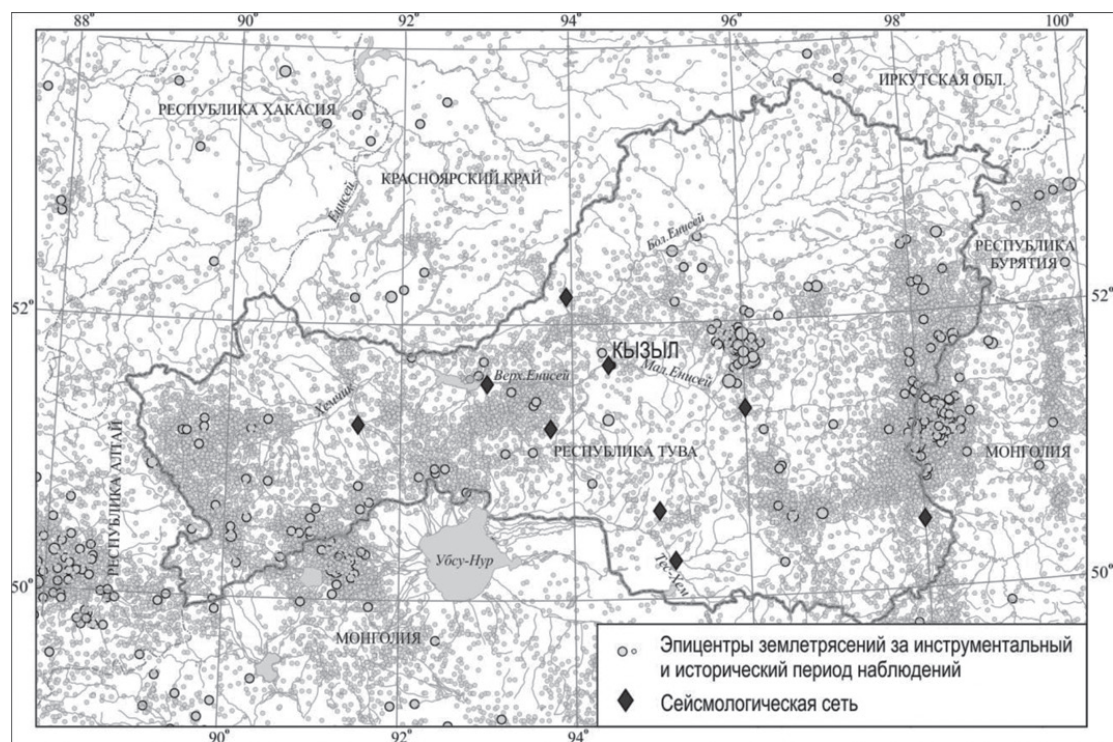 88°
90°
92°
94°
96°
98°
100°
ИРКУТСКАЯ ОБЛ.
РЕСПУБЛИКА ХАКАСИЯ
КРАСНОЯРСКИЙ КРАЙ
Енисей
Бол.Енисей
РЕСПУБЛИКА
БУРЯТИЯ
52°
52°
КЫЗЫЛ
Мал.Енисей
Верх.Енисей
Хемчик
РЕСПУБЛИКА ТУВА
МОНГОЛИЯ
РЕСПУБЛИКА АЛТАЙ
Убсу-Нур
Тес-Хем
50°
50°
МОНГОЛИЯ
Эпицентры землетрясений за инструментальный
и исторический период наблюдений
Сейсмологическая сеть
90°
92°
94°